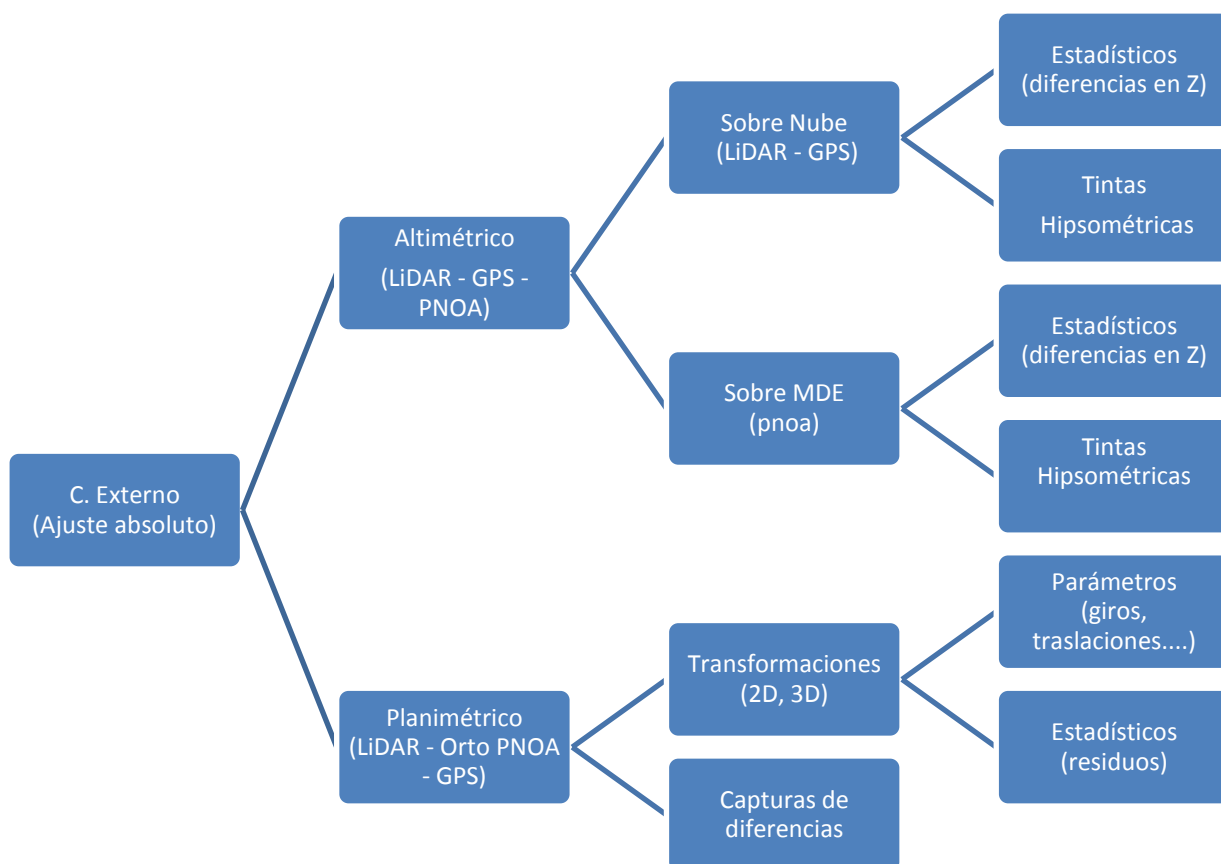 C. Externo
(Ajuste absoluto)
Altimétrico
(LiDAR - GPS -
PNOA)
Sobre Nube
(LiDAR - GPS)
Estadísticos
(diferencias en Z)
Tintas
Hipsométricas
Sobre MDE
(pnoa)
Estadísticos
(diferencias en Z)
Tintas
Hipsométricas
Planimétrico
(LiDAR - Orto PNOA
- GPS)
Transformaciones
(2D, 3D)
Parámetros
(giros,
traslaciones....)
Estadísticos
(residuos)
Capturas de
diferencias